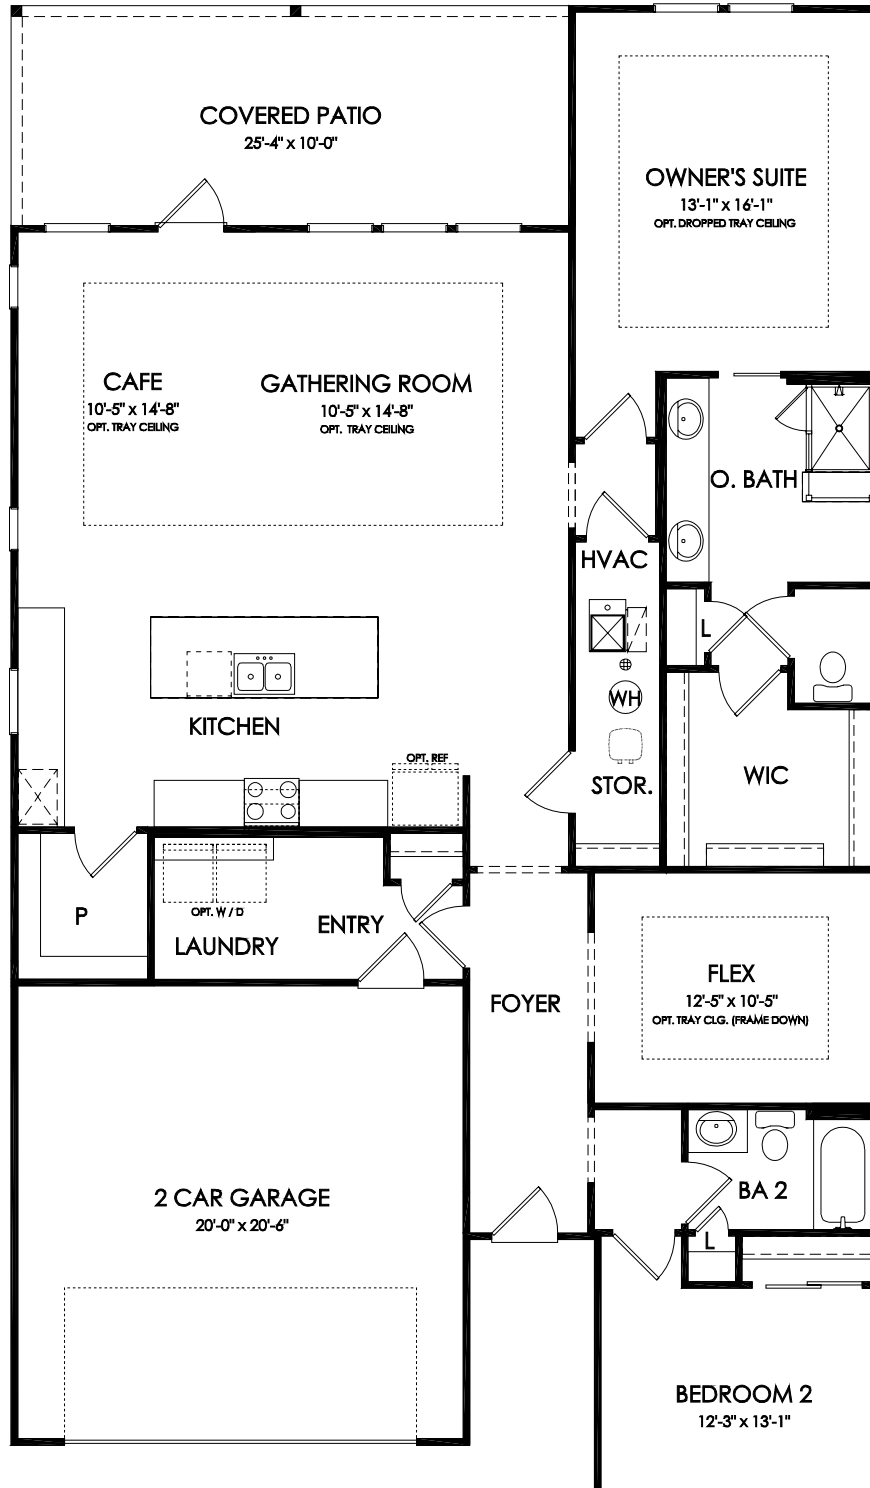 COVERED PATIO
25'-4" x 10'-0"
OWNER'S SUITE
13'-1" x 16'-1"
OPT. DROPPED TRAY CEILING
CAFE
10'-5" x 14'-8"
OPT. TRAY CEILING
GATHERING ROOM
10'-5" x 14'-8"
OPT. TRAY CEILING
O. BATH
HVAC
L
WH
KITCHEN
OPT. REF
STOR.
WIC
P
OPT. W / D
LAUNDRY
ENTRY
FOYER
FLEX
12'-5" x 10'-5"
OPT. TRAY CLG. (FRAME DOWN)
2 CAR GARAGE
20'-0" x 20'-6"
BA 2
L
BEDROOM 2
12'-3" x 13'-1"